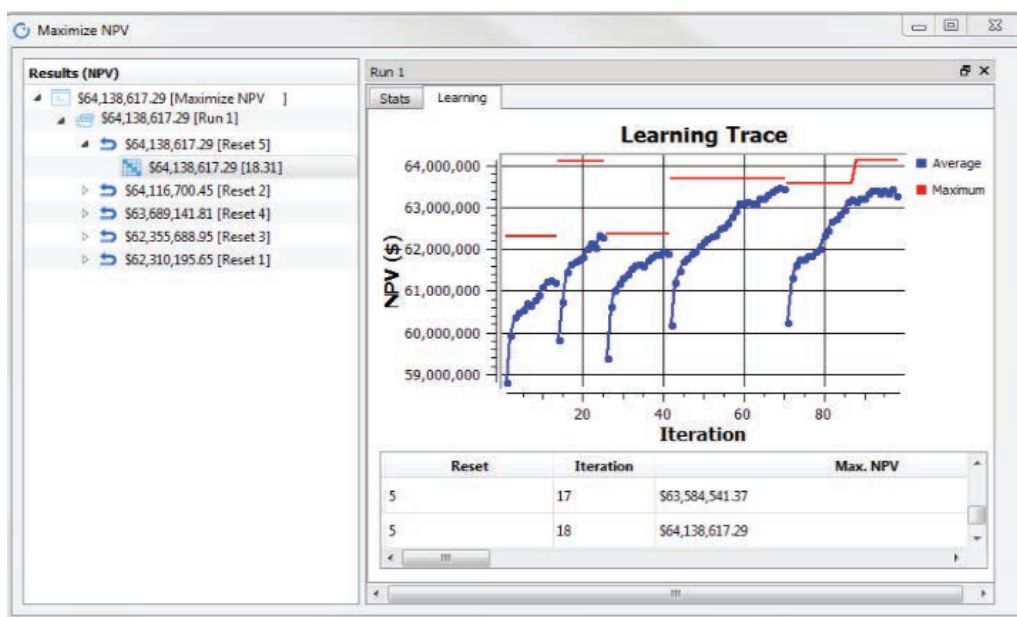 Maximize NPV
Results (NPV)
$64,138,617.29 [Maximize NPV ]
$64,138,617.29 [Run 1]
$64,138,617.29 [Reset 5]
$64,138,617.29 [18.31]
$64,116,700.45 [Reset 2]
$63,689,141.81 [Reset 4]
$62,355,688.95 [Reset 3]
$62,310,195.65 [Reset 1]
Run 1
Stats Learning
Learning Trace
64,000,000
63,000,000
62,000,000
61,000,000
60,000,000
59,000,000
NPV ($)
Average
Maximum
20 40 60 80
Iteration
Reset Iteration Max. NPV
5 17 $63,584,541.37
5 18 $64,138,617.29